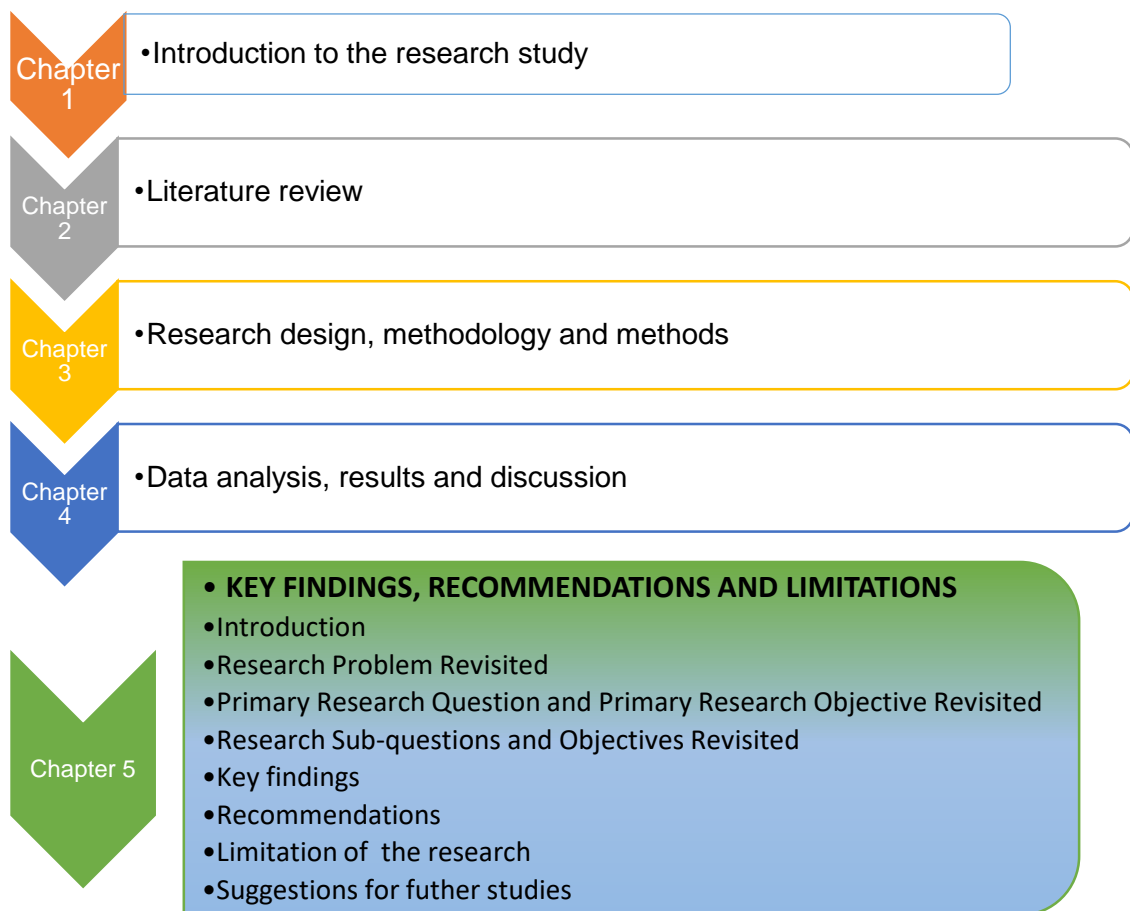 Chapter
1
•Introduction to the research study
Chapter
2
•Literature review
Chapter
3
•Research design, methodology and methods
Chapter
4
•Data analysis, results and discussion
Chapter 5
• KEY FINDINGS, RECOMMENDATIONS AND LIMITATIONS
•Introduction
•Research Problem Revisited
•Primary Research Question and Primary Research Objective Revisited
•Research Sub-questions and Objectives Revisited
•Key findings
•Recommendations
•Limitation of  the research
•Suggestions for futher studies